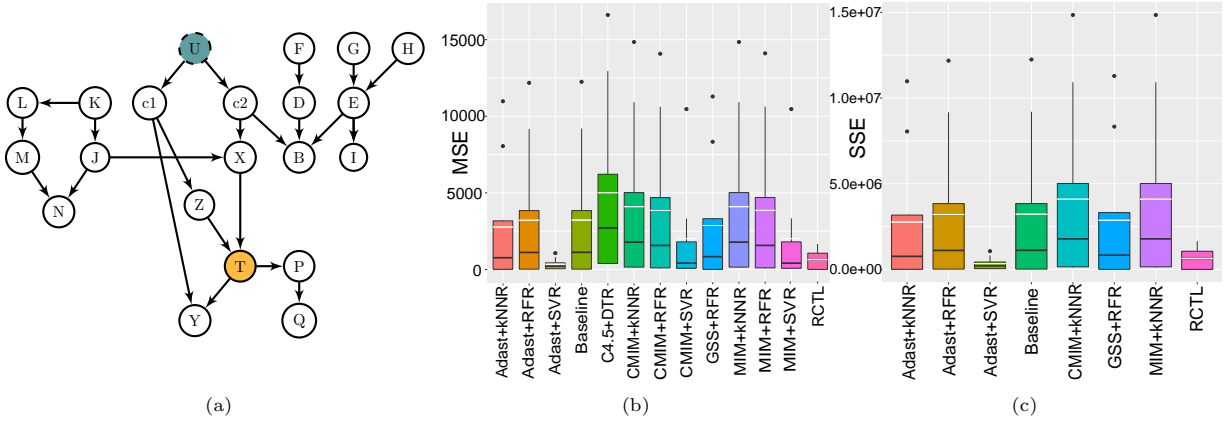 U
F
G
H
L
K
c1
c2
D
E
M
J
X
B
I
N
Z
T
P
Y
Q
(a)
MSE
15000
10000
5000
0
Adast+kNNR
Adast+RFR
Adast+SVR
Baseline
C4.5+DTR
CMIM+kNNR
CMIM+RFR
CMIM+SVR
GSS+RFR
MIM+kNNR
MIM+RFR
MIM+SVR
RCTL
(b)
SSE
1.5e+07
1.0e+07
5.0e+06
0.0e+00
Adast+kNNR
Adast+RFR
Adast+SVR
Baseline
CMIM+kNNR
GSS+RFR
MIM+kNNR
RCTL
(c)